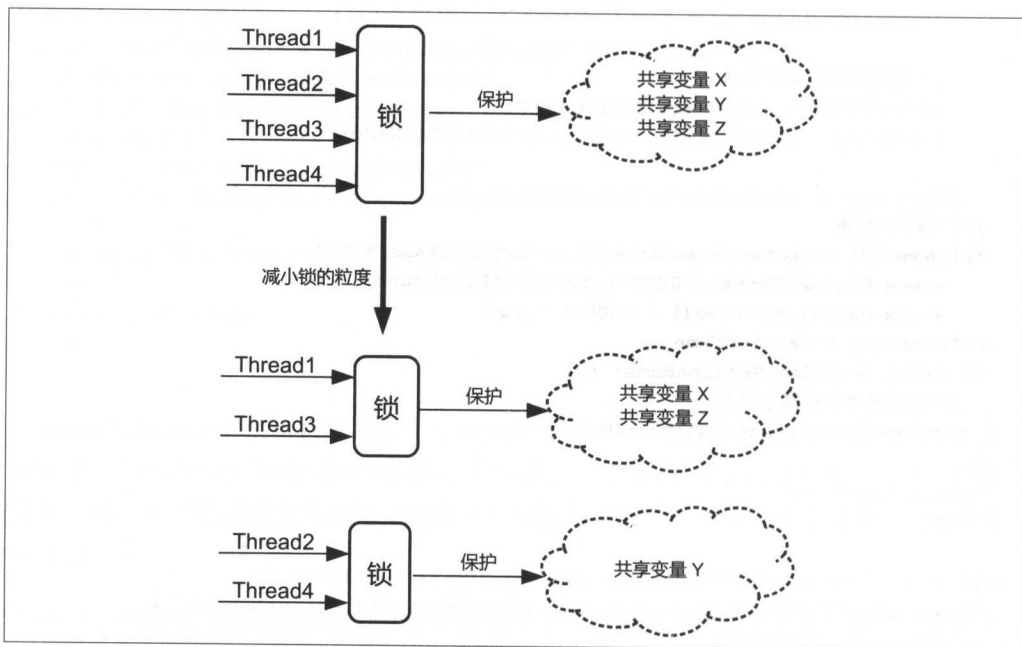 Thread1
Thread2
Thread3
Thread4
锁
保护
共享变量 X
共享变量 Y
共享变量 Z
减小锁的粒度
Thread1
Thread3
锁
保护
共享变量 X
共享变量 Z
Thread2
Thread4
锁
保护
共享变量 Y